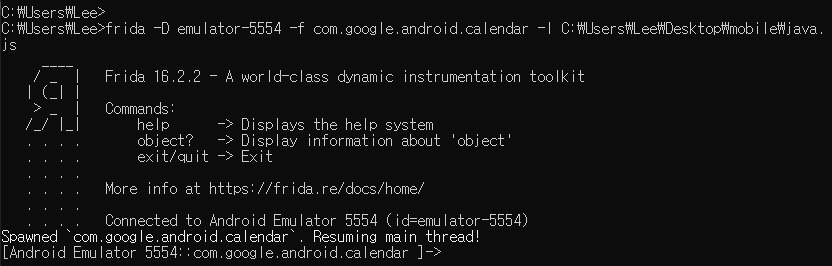 C:₩Users₩Lee>
C:₩Users₩Lee>frida -D emulator-5554 -f com.google.android.calendar -l C:₩Users₩Lee₩Desktop₩mobile₩java.
js
     ____
    / _  |   Frida 16.2.2 - A world-class dynamic instrumentation toolkit
   | (_| |
    > _  |   Commands:
   /_/ |_|       help      -> Displays the help system
   . . . .       object?   -> Display information about 'object'
   . . . .       exit/quit -> Exit
   . . . .
   . . . .   More info at https://frida.re/docs/home/
   . . . .
   . . . .   Connected to Android Emulator 5554 (id=emulator-5554)
Spawned `com.google.android.calendar`. Resuming main thread!
[Android Emulator 5554::com.google.android.calendar ]->